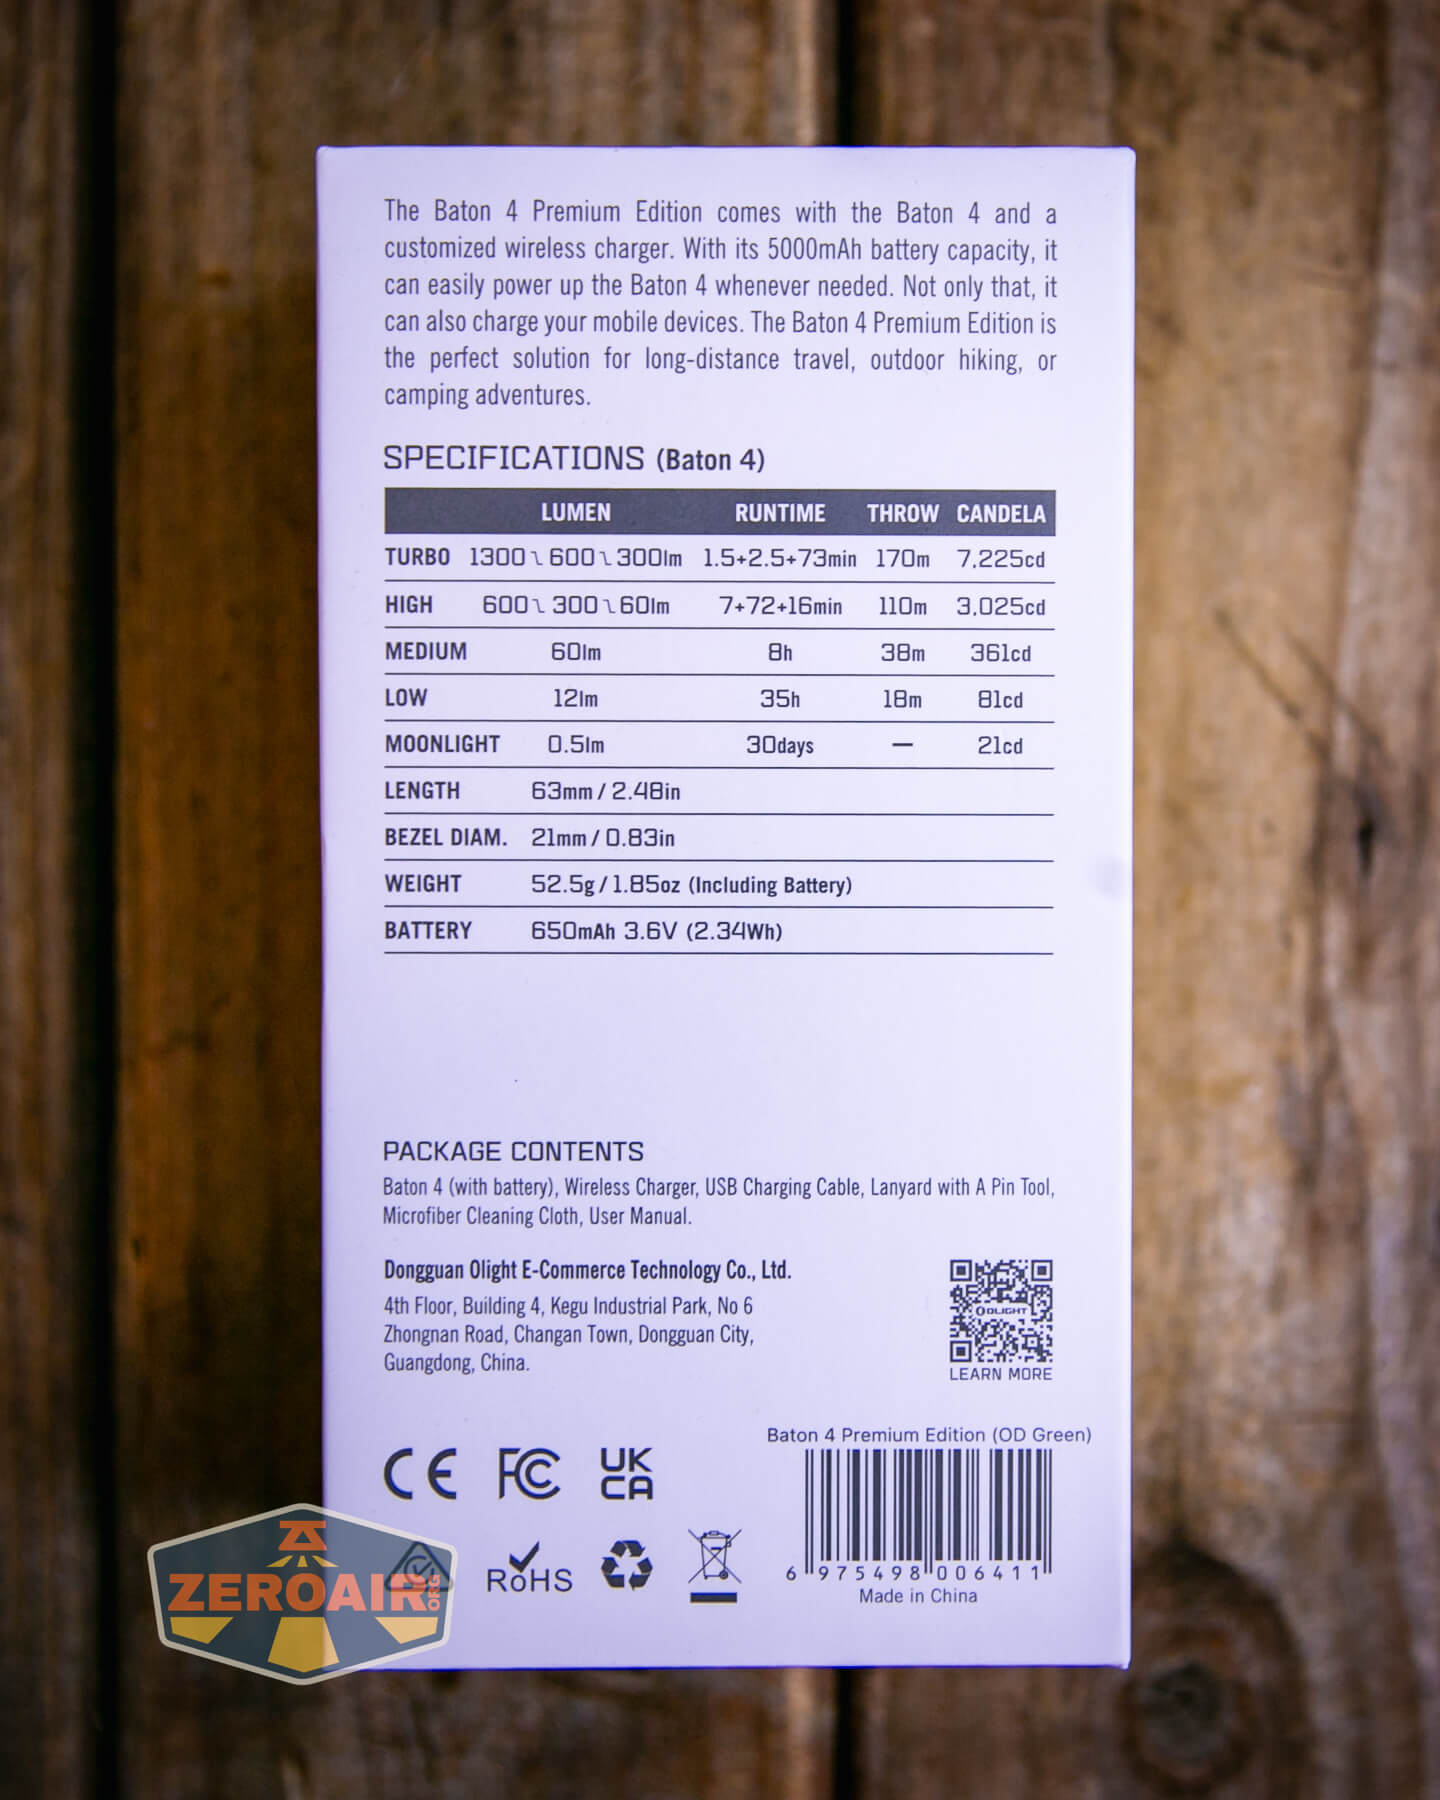 The Baton 4 Premium Edition comes with the Baton 4 and a
customized wireless charger. With its 5000mAh battery capacity, it
can easily power up the Baton 4 whenever needed. Not only that, it
can also charge your mobile devices. The Baton 4 Premium Edition is
the perfect solution for long-distance travel, outdoor hiking, or
camping adventures.
SPECIFICATIONS (Baton 4)
LUMEN RUNTIME THROW CANDELA
TURBO 1300 ﹅ 600 ﹅ 300lm 1.5+2.5+73min 170m 7,225cd
HIGH 600 ﹅ 300 ﹅ 60lm 7+72+16min 110m 3,025cd
MEDIUM 60lm 8h 38m 361cd
LOW 12lm 35h 18m 81cd
MOONLIGHT 0.5lm 30days — 21cd
LENGTH 63mm / 2.48in
BEZEL DIAM. 21mm / 0.83in
WEIGHT 52.5g / 1.85oz (Including Battery)
BATTERY 650mAh 3.6V (2.34Wh)
PACKAGE CONTENTS
Baton 4 (with battery), Wireless Charger, USB Charging Cable, Lanyard with A Pin Tool,
Microfiber Cleaning Cloth, User Manual.
Dongguan Olight E-Commerce Technology Co., Ltd.
4th Floor, Building 4, Kegu Industrial Park, No 6
Zhongnan Road, Changan Town, Dongguan City,
Guangdong, China.
OLIGHT
LEARN MORE
Baton 4 Premium Edition (OD Green)
CE FC UK
CA
6 975498 006411
Made in China
RoHS
ZEROAIR.ORG